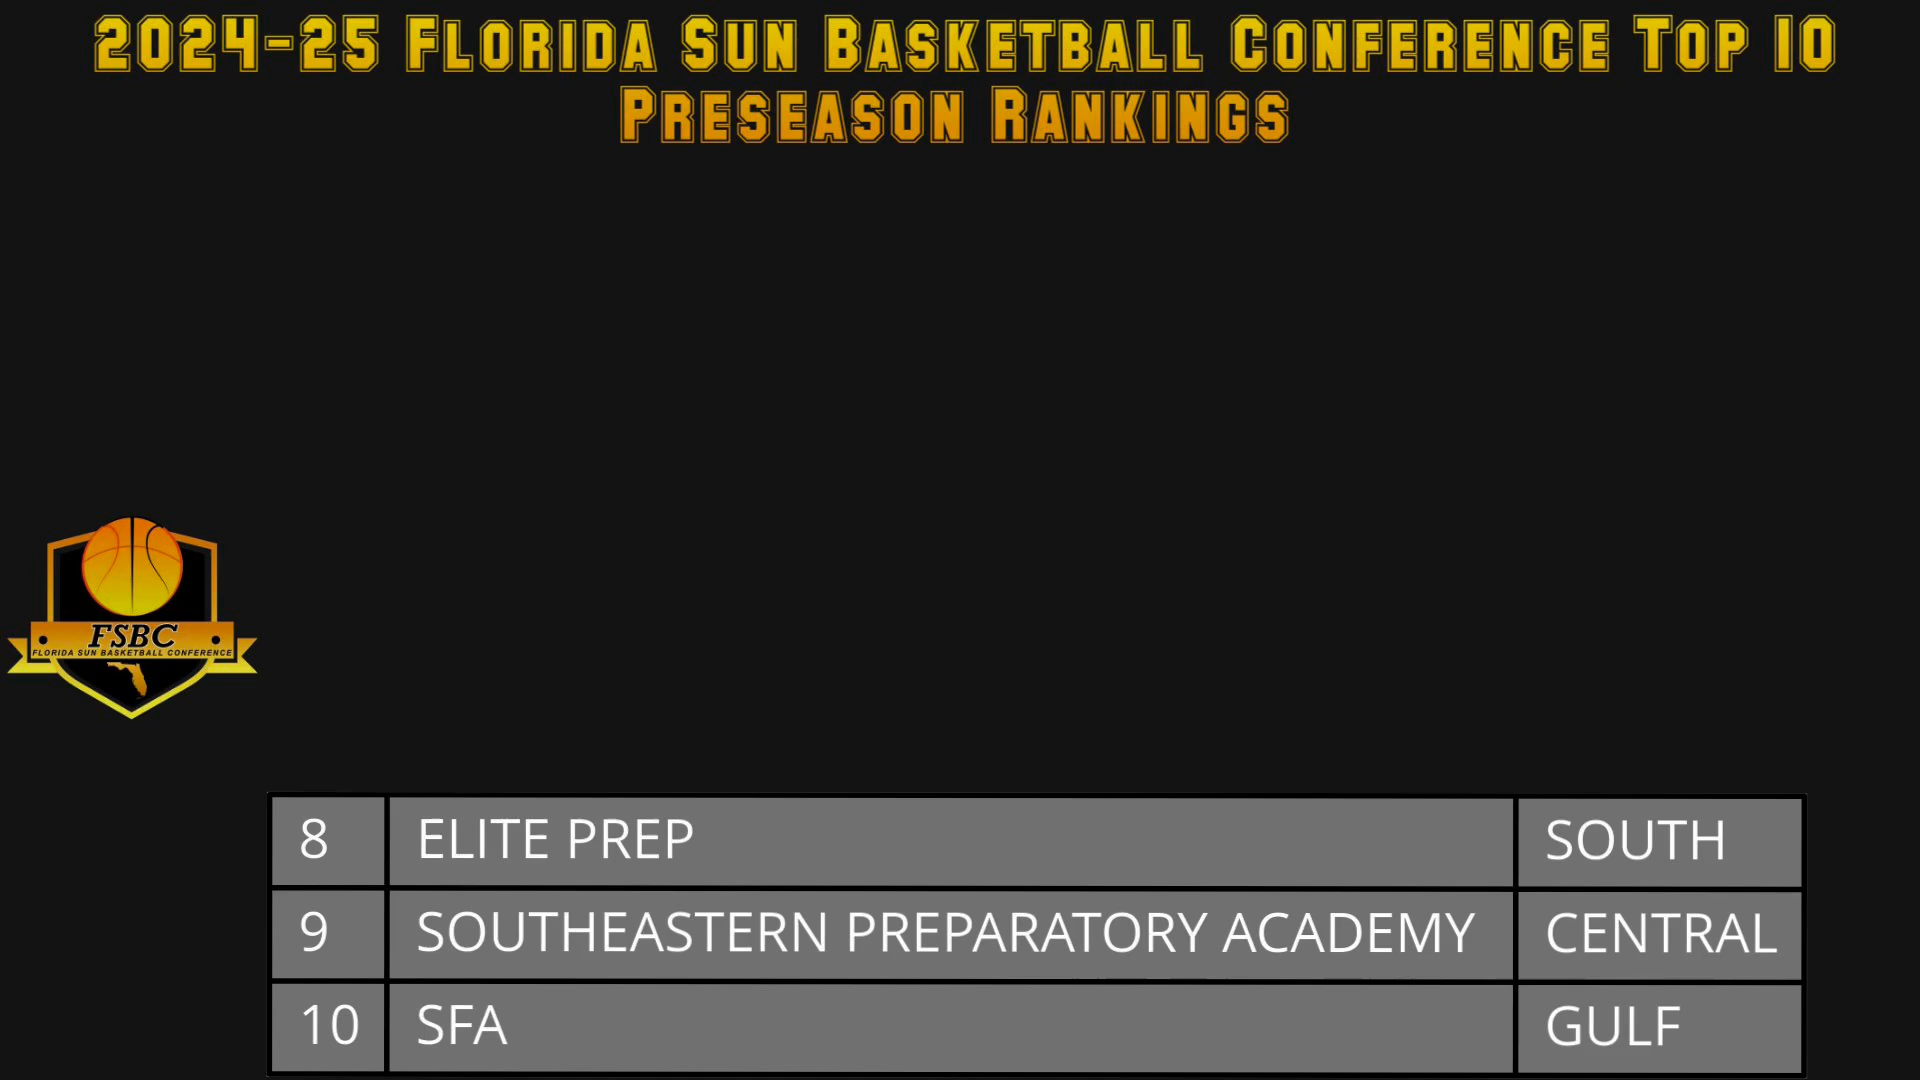 2024-25 Florida Sun Basketball Conference Top 10
Preseason Rankings
FSBC
FLORIDA SUN BASKETBALL CONFERENCE
8 ELITE PREP SOUTH
9 SOUTHEASTERN PREPARATORY ACADEMY CENTRAL
10 SFA GULF